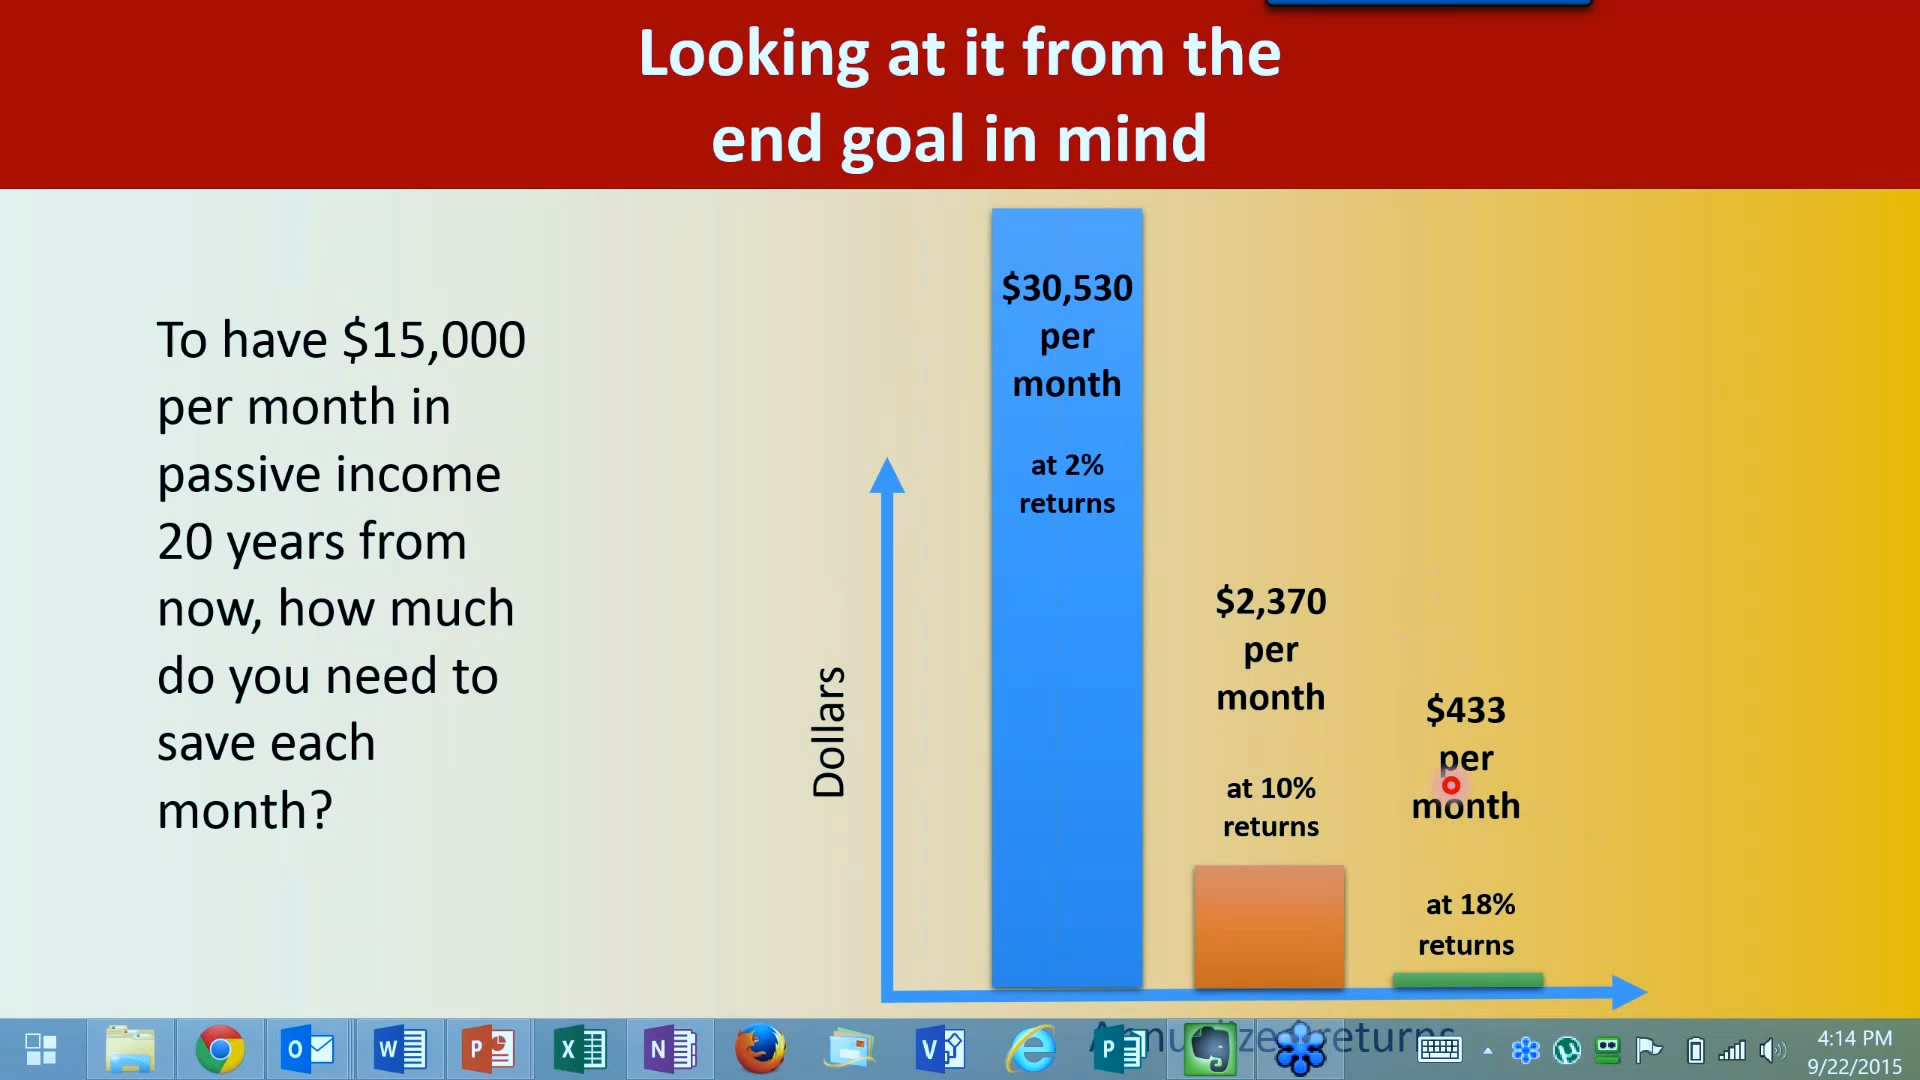 Looking at it from the
end goal in mind
To have $15,000
per month in
passive income
20 years from
now, how much
do you need to
save each
month?
Dollars
$30,530
per
month
at 2%
returns
$2,370
per
month
at 10%
returns
$433
per
month
at 18%
returns
Annualized returns
4:14 PM
9/22/2015